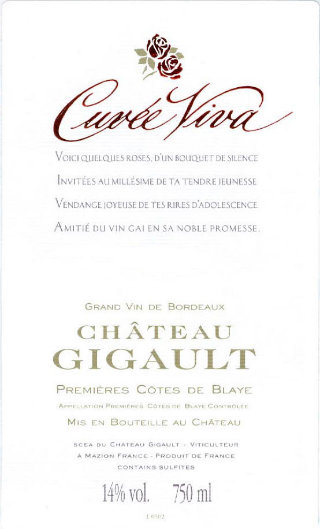 Cuvée Viva
VOICI QUELQUES ROSES, D'UN BOUQUET DE SILENCE
INVITÉES AU MILLÉSIME DE TA TENDRE JEUNESSE
VENDANGE JOYEUSE DE TES RIRES D'ADOLESCENCE
AMITIÉ DU VIN GAI EN SA NOBLE PROMESSE.
GRAND VIN DE BORDEAUX
CHÂTEAU
GIGAULT
PREMIÈRES CÔTES DE BLAYE
APPELLATION PREMIÈRES CÔTES DE BLAYE CONTRÔLÉE
MIS EN BOUTEILLE AU CHÂTEAU
SCEA DU CHATEAU GIGAULT - VITICULTEUR
À MAZION FRANCE - PRODUIT DE FRANCE
CONTAINS SULFITES
14% vol. 750 ml